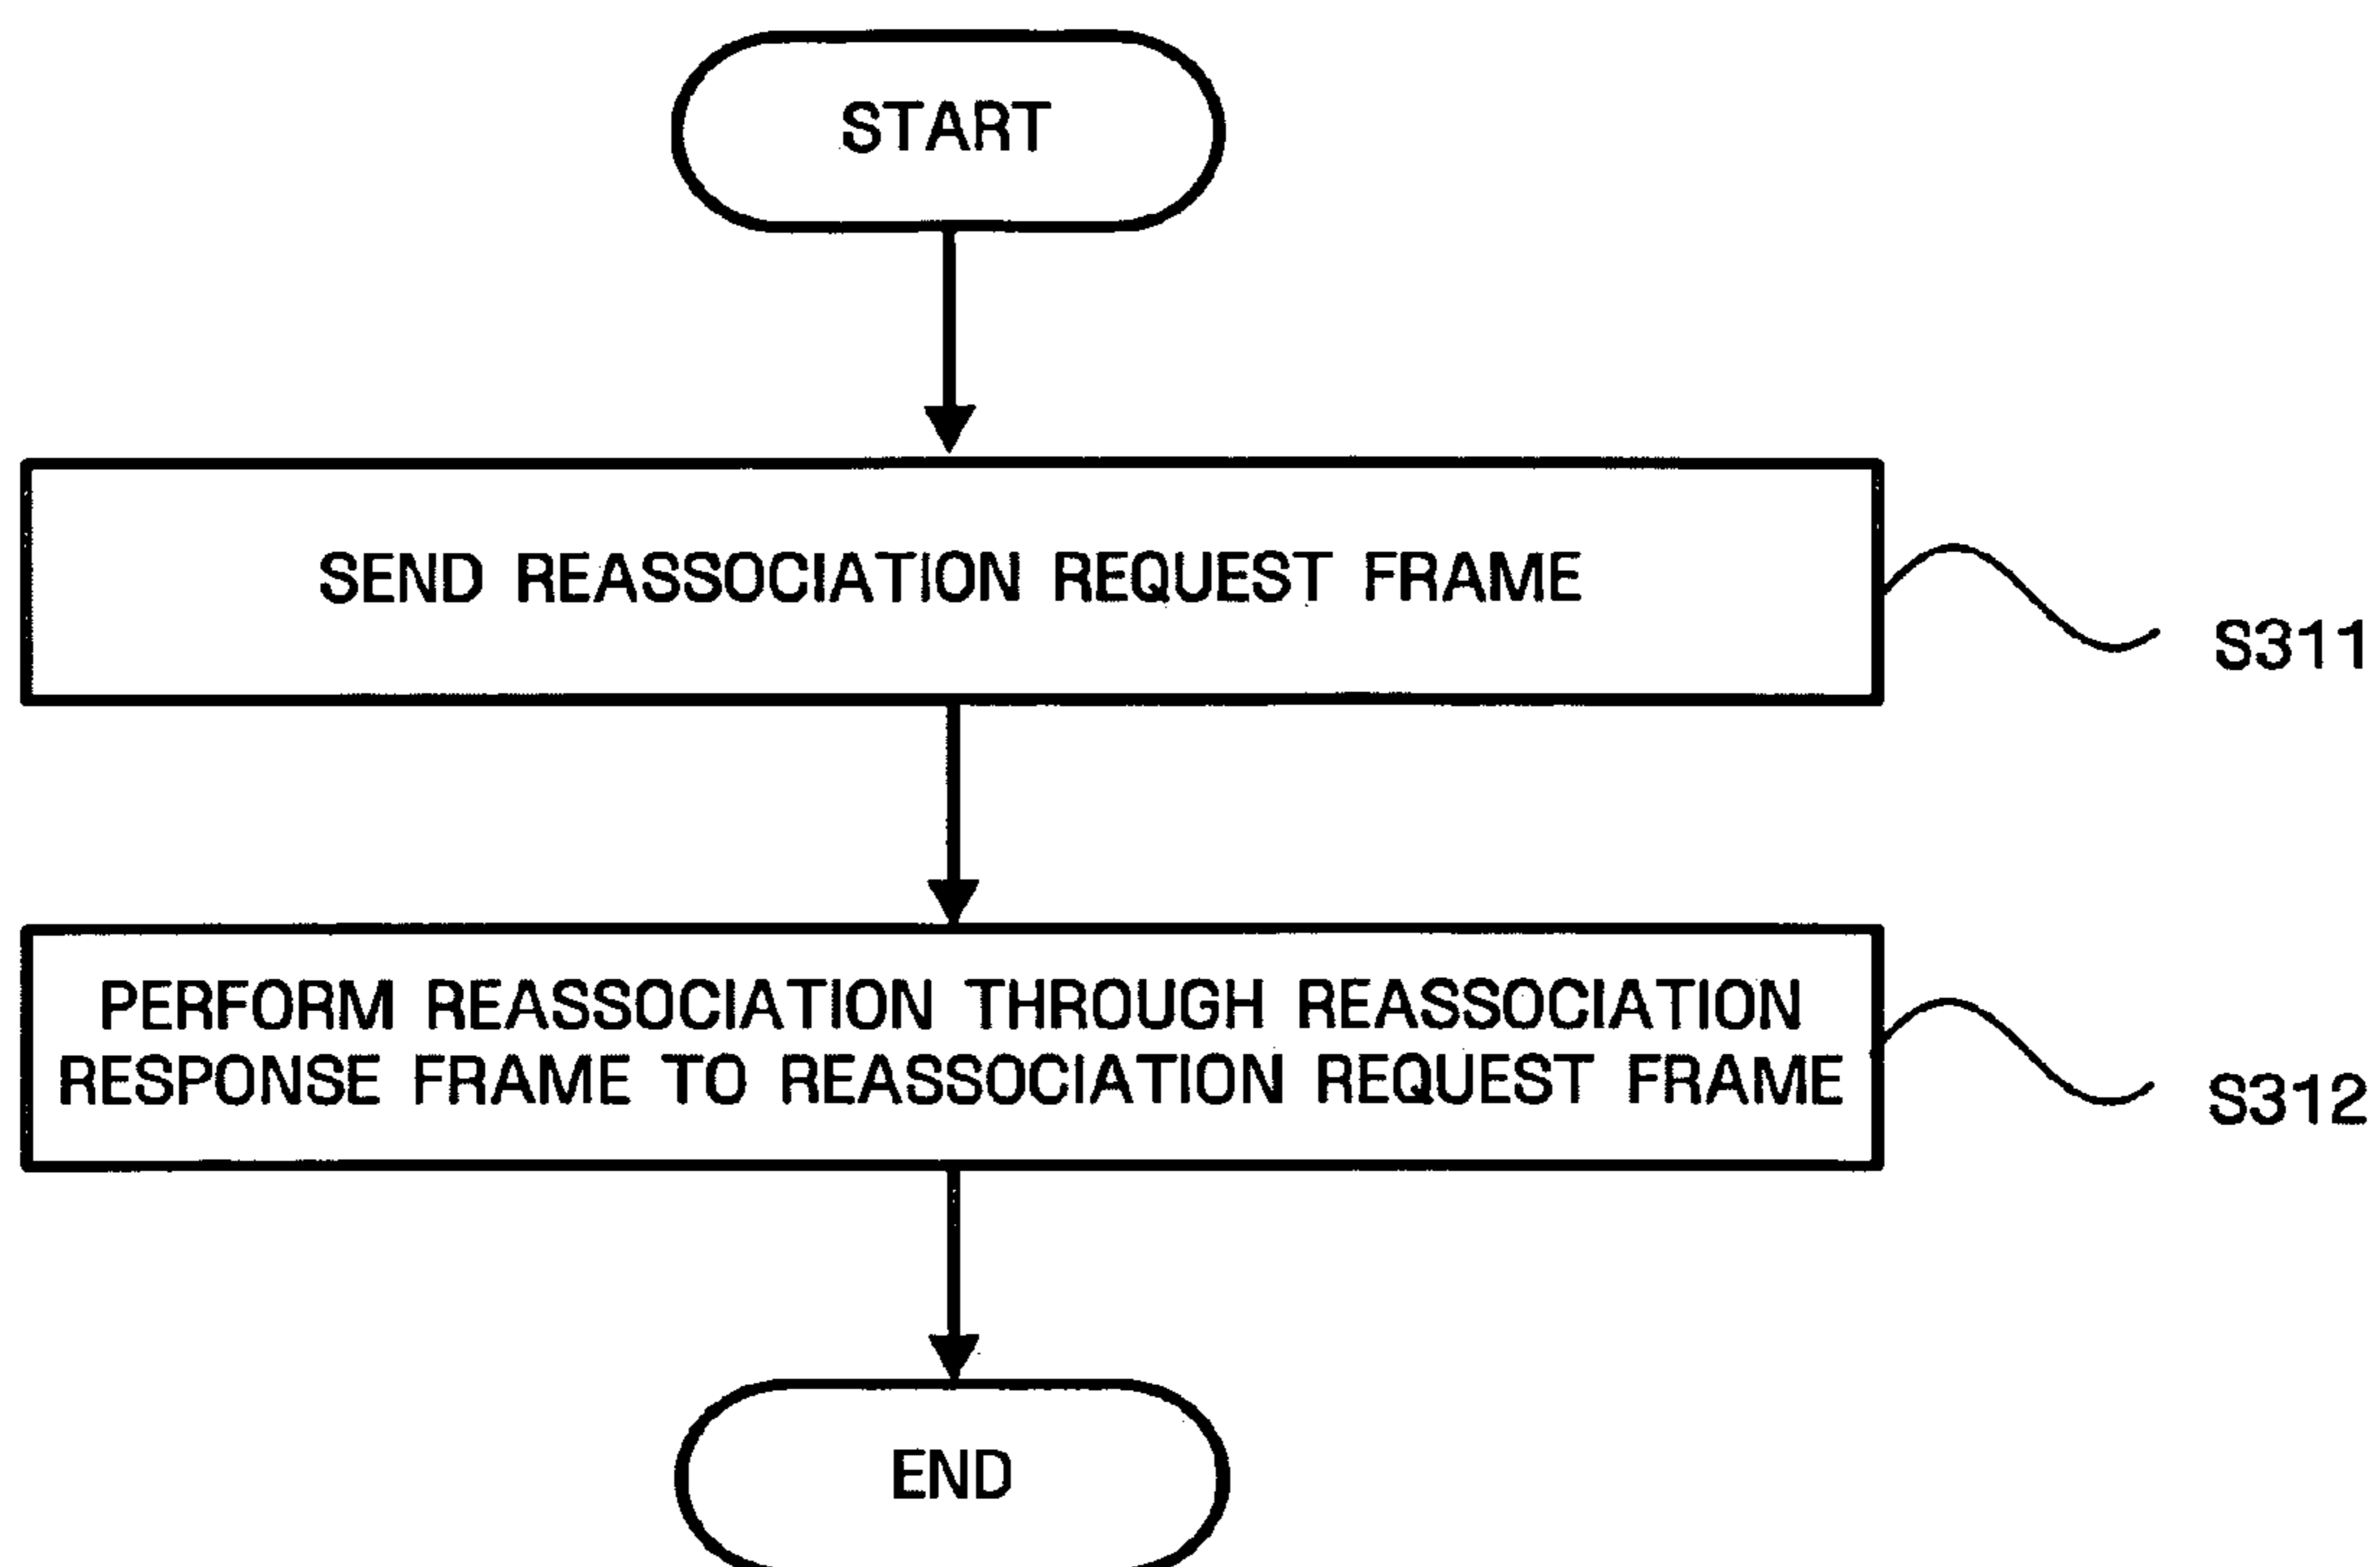 START
SEND REASSOCIATION REQUEST FRAME
S311
PERFORM REASSOCIATION THROUGH REASSOCIATION
RESPONSE FRAME TO REASSOCIATION REQUEST FRAME
S312
END